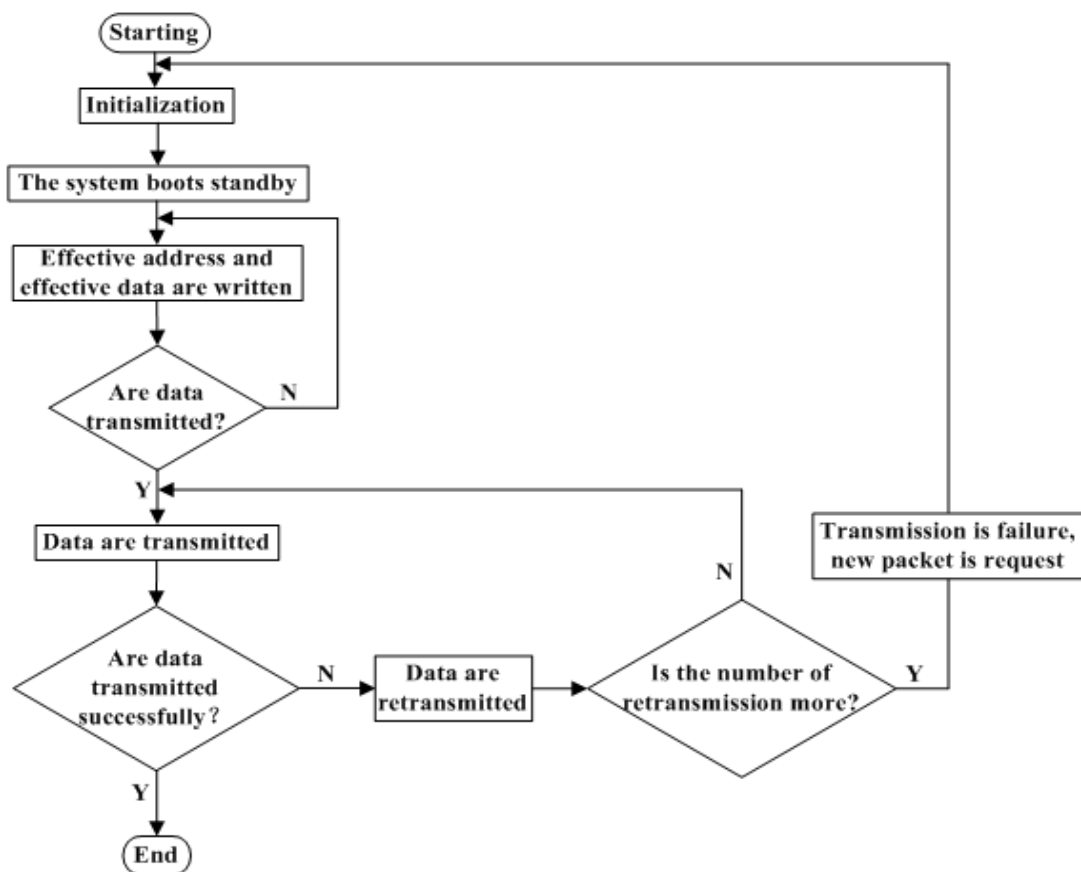 Starting
Initialization
The system boots standby
Effective address and
effective data are written
Are data
transmitted?
N
Y
Data are transmitted
Transmission is failure,
new packet is request
N
Are data
transmitted
successfully?
N
Data are
retransmitted
Is the number of
retransmission more?
Y
Y
End